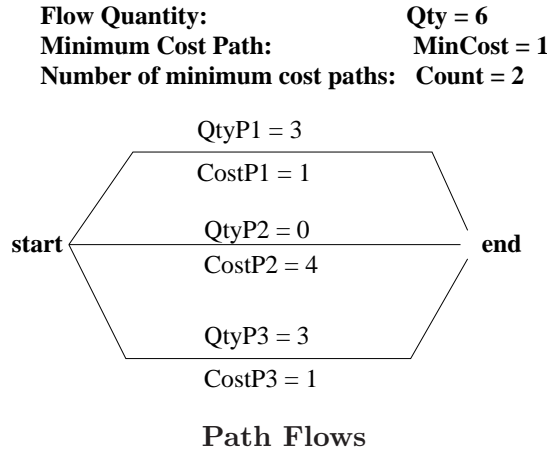 Flow Quantity: Qty = 6
Minimum Cost Path: MinCost = 1
Number of minimum cost paths: Count = 2
QtyP1 = 3
CostP1 = 1
start
QtyP2 = 0
end
CostP2 = 4
QtyP3 = 3
CostP3 = 1
Path Flows